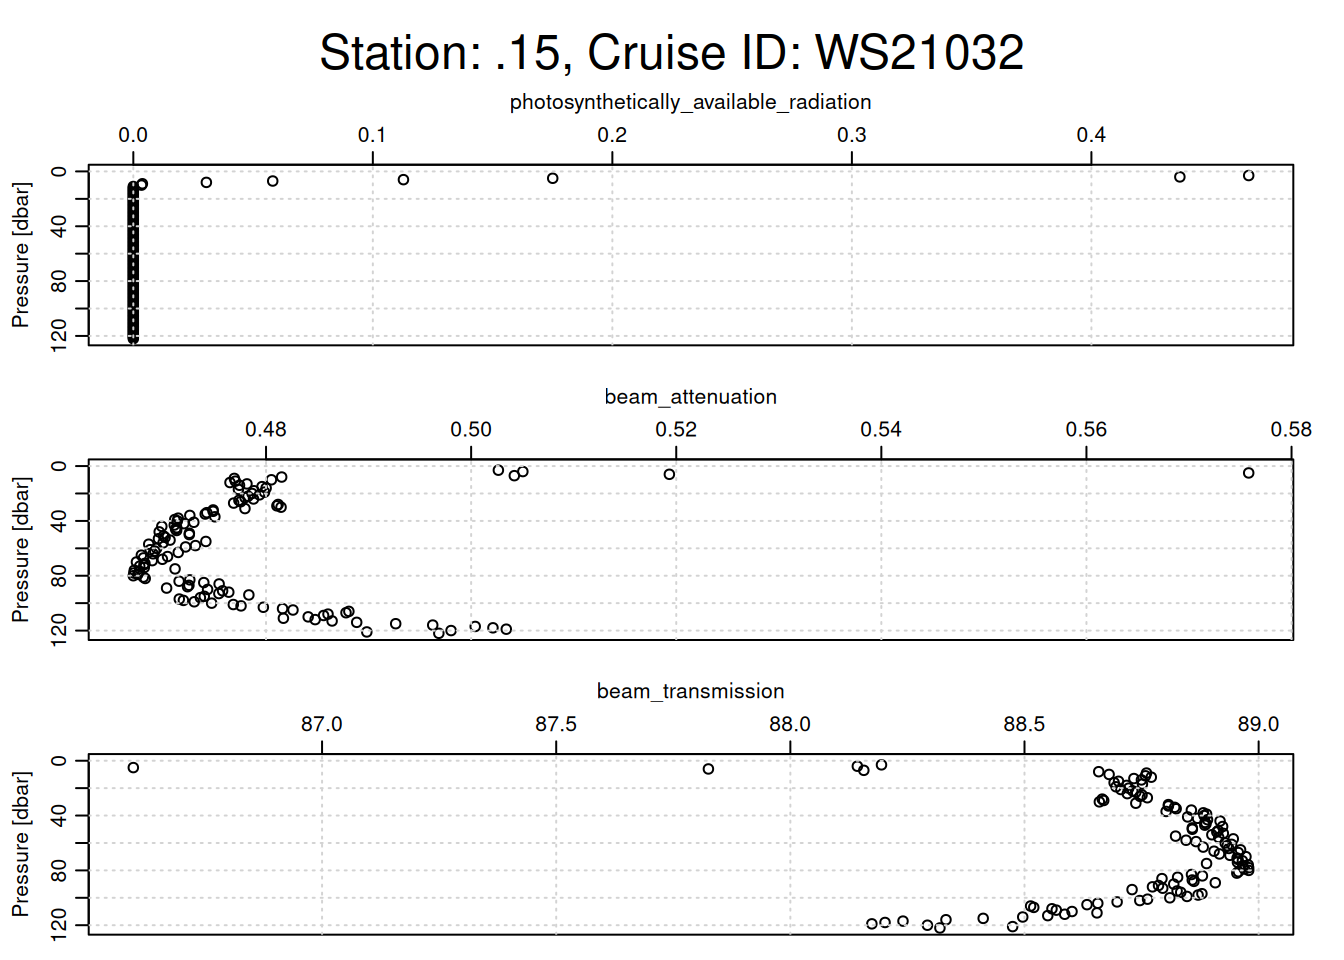 Station: .15, Cruise ID: WS21032
photosynthetically_available_radiation
0.0 0.1 0.2 0.3 0.4
Pressure [dbar]
0
40
80
120
beam_attenuation
0.48 0.50 0.52 0.54 0.56 0.58
Pressure [dbar]
0
40
80
120
beam_transmission
87.0 87.5 88.0 88.5 89.0
Pressure [dbar]
0
40
80
120